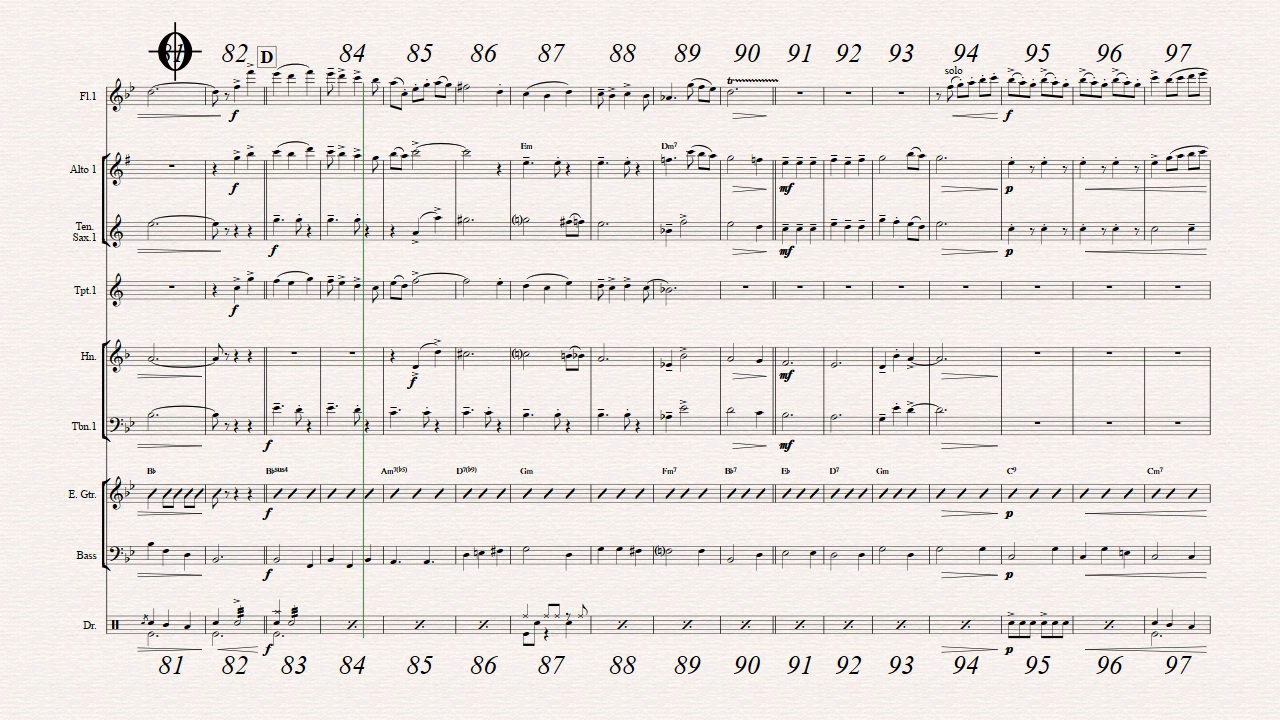 81 82 D 84 85 86 87 88 89 90 91 92 93 94 95 96 97
solo
Fl.1
tr
f f
Em Dm7
Alto 1
f mf p
Ten.
Sax.1
f mf p
Tpt.1
f
Hn.
f mf
Tbn.1
f mf
B♭ B♭sus4 Am7(♭5) D7(♭9) Gm Fm7 B♭7 E♭ D7 Gm C9 Cm7
E. Gtr.
f p
Bass
f p
Dr.
f p
81 82 83 84 85 86 87 88 89 90 91 92 93 94 95 96 97